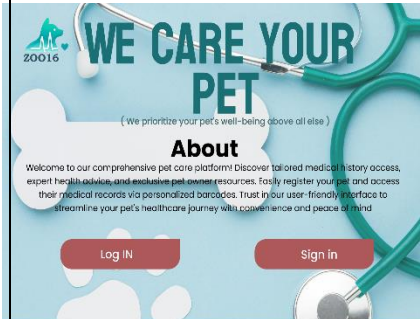 ZOO16
WE CARE YOUR
PET
( We prioritize your pet's well-being above all else )
About
Welcome to our comprehensive pet care platform! Discover tailored medical history access,
expert health advice, and exclusive pet owner resources. Easily register your pet and access
their medical records via personalized barcodes. Trust in our user-friendly interface to
streamline your pet's healthcare journey with convenience and peace of mind
Log IN
Sign in